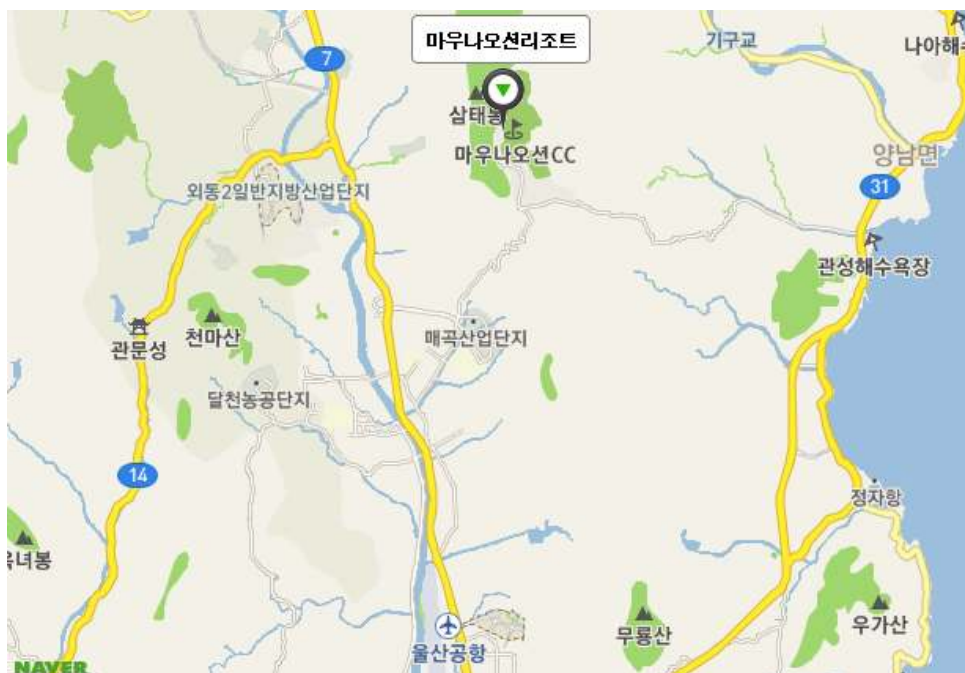 마우나오션리조트
7
기구교
나아해수
삼태봉
마우나오션CC
양남면
외동2일반지방산업단지
31
관성해수욕장
관문성
천마산
매곡산업단지
달천농공단지
14
정자항
옥녀봉
무룡산
우가산
울산공항
NAVER